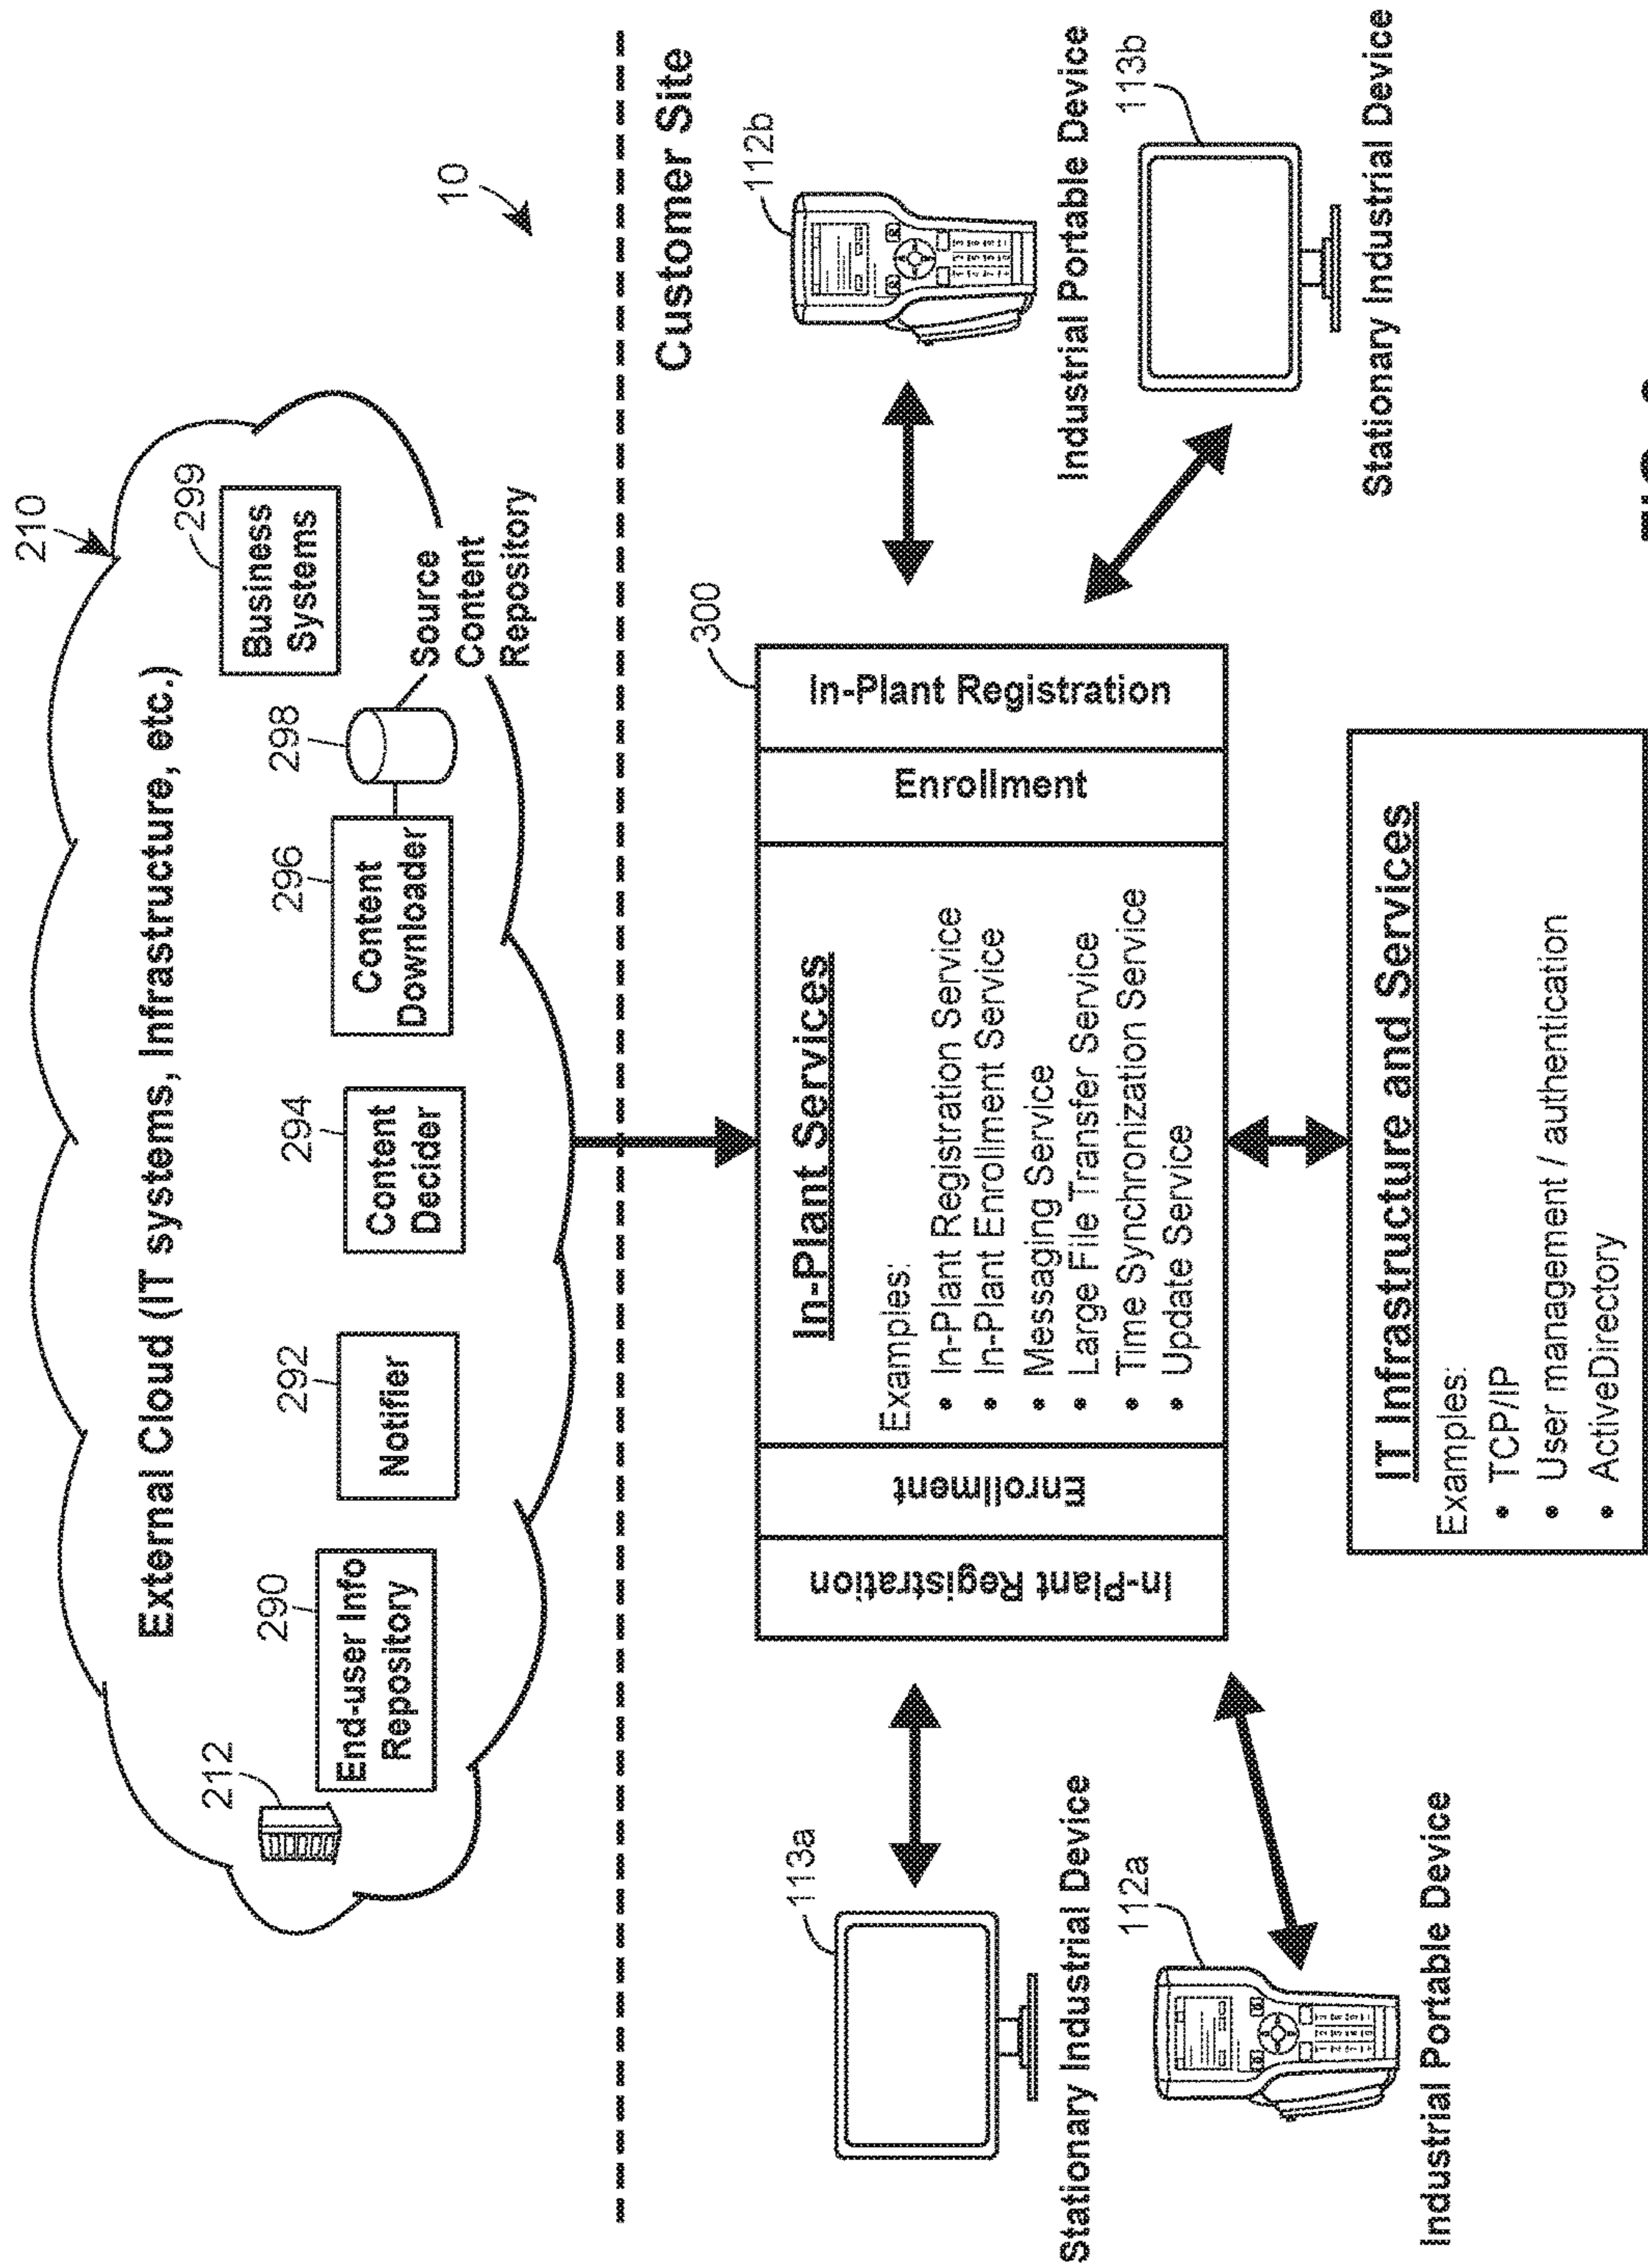 210
External Cloud (IT systems, Infrastructure, etc.)
212
290
End-user Info
Repository
292
Notifier
294
Content
Decider
296
Content
Downloader
298
Source
Content
Repository
299
Business
Systems
10
Customer Site
113a
Stationary Industrial Device
112a
Industrial Portable Device
300
In-Plant Registration
Enrollment
In-Plant Services
Examples:
• In-Plant Registration Service
• In-Plant Enrollment Service
• Messaging Service
• Large File Transfer Service
• Time Synchronization Service
• Update Service
Enrollment
In-Plant Registration
112b
Industrial Portable Device
113b
Stationary Industrial Device
IT Infrastructure and Services
Examples:
• TCP/IP
• User management / authentication
• ActiveDirectory